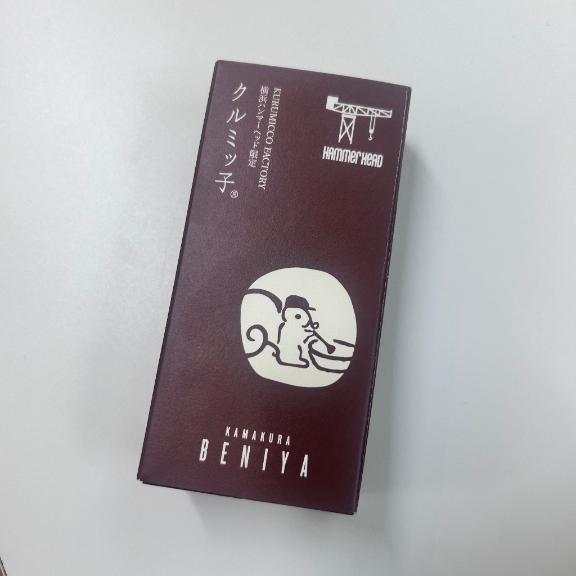 クルミッ子®
横浜ハンマーヘッド限定
KURUMICCO FACTORY
HAMMERHEAD
KAMAKURA
BENIYA